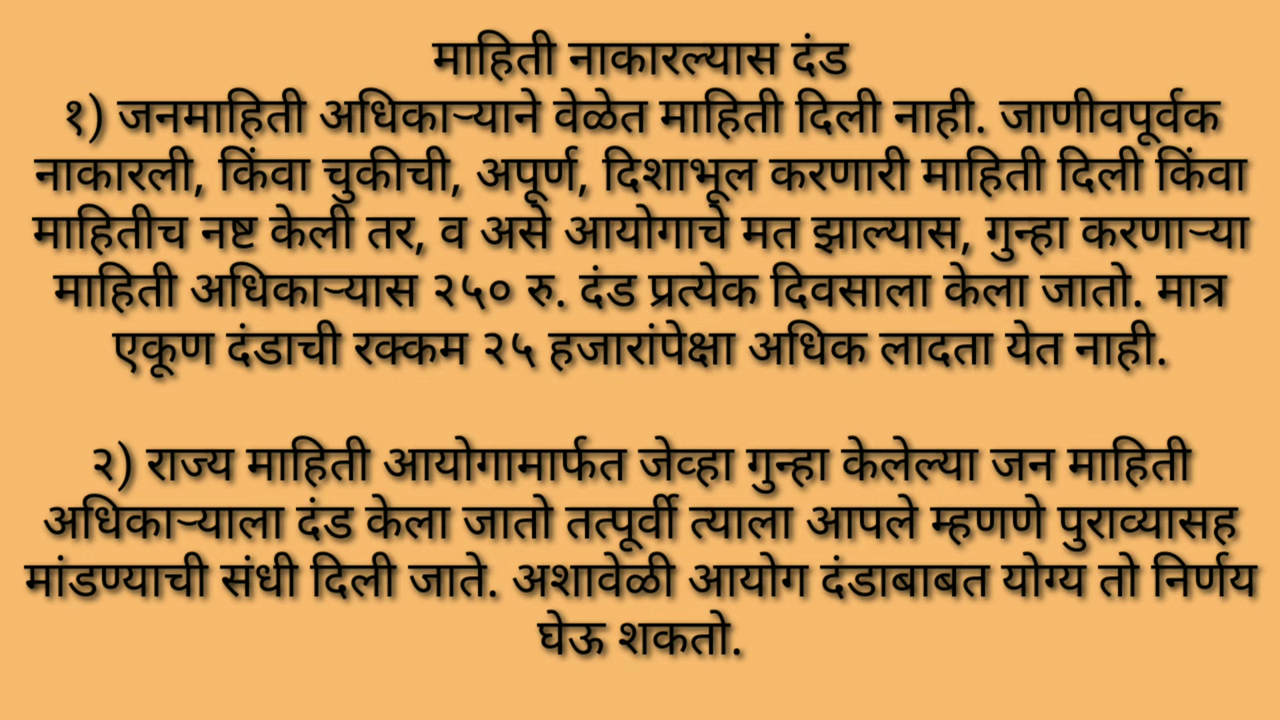 माहिती नाकारल्यास दंड
१) जनमाहिती अधिकाऱ्याने वेळेत माहिती दिली नाही. जाणीवपूर्वक
नाकारली, किंवा चुकीची, अपूर्ण, दिशाभूल करणारी माहिती दिली किंवा
माहितीच नष्ट केली तर, व असे आयोगाचे मत झाल्यास, गुन्हा करणाऱ्या
माहिती अधिकाऱ्यास २५० रु. दंड प्रत्येक दिवसाला केला जातो. मात्र
एकूण दंडाची रक्कम २५ हजारांपेक्षा अधिक लादता येत नाही.
२) राज्य माहिती आयोगामार्फत जेव्हा गुन्हा केलेल्या जन माहिती
अधिकाऱ्याला दंड केला जातो तत्पूर्वी त्याला आपले म्हणणे पुराव्यासह
मांडण्याची संधी दिली जाते. अशावेळी आयोग दंडाबाबत योग्य तो निर्णय
घेऊ शकतो.